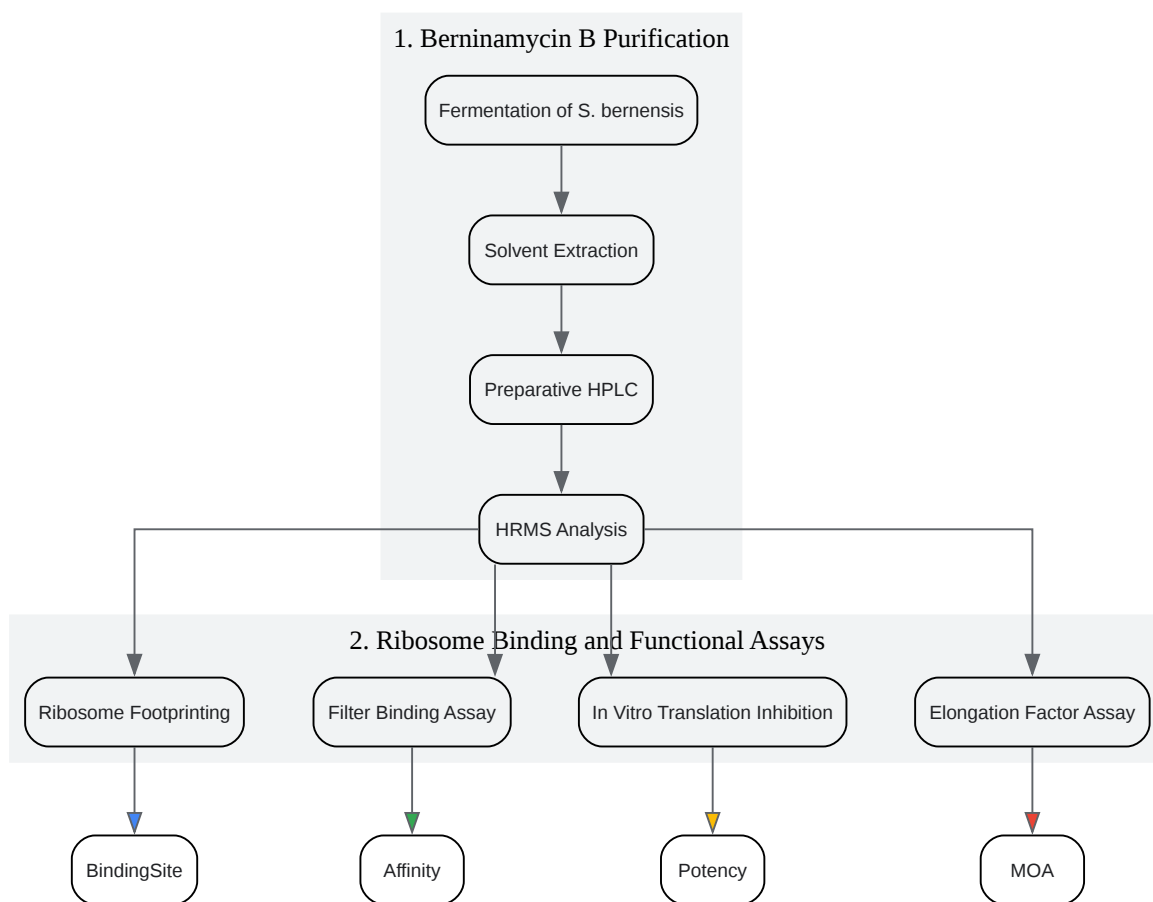 1. Berninamycin B Purification
Fermentation of S. bernensis
Solvent Extraction
Preparative HPLC
HRMS Analysis
2. Ribosome Binding and Functional Assays
Ribosome Footprinting
Filter Binding Assay
In Vitro Translation Inhibition
Elongation Factor Assay
BindingSite
Affinity
Potency
MOA